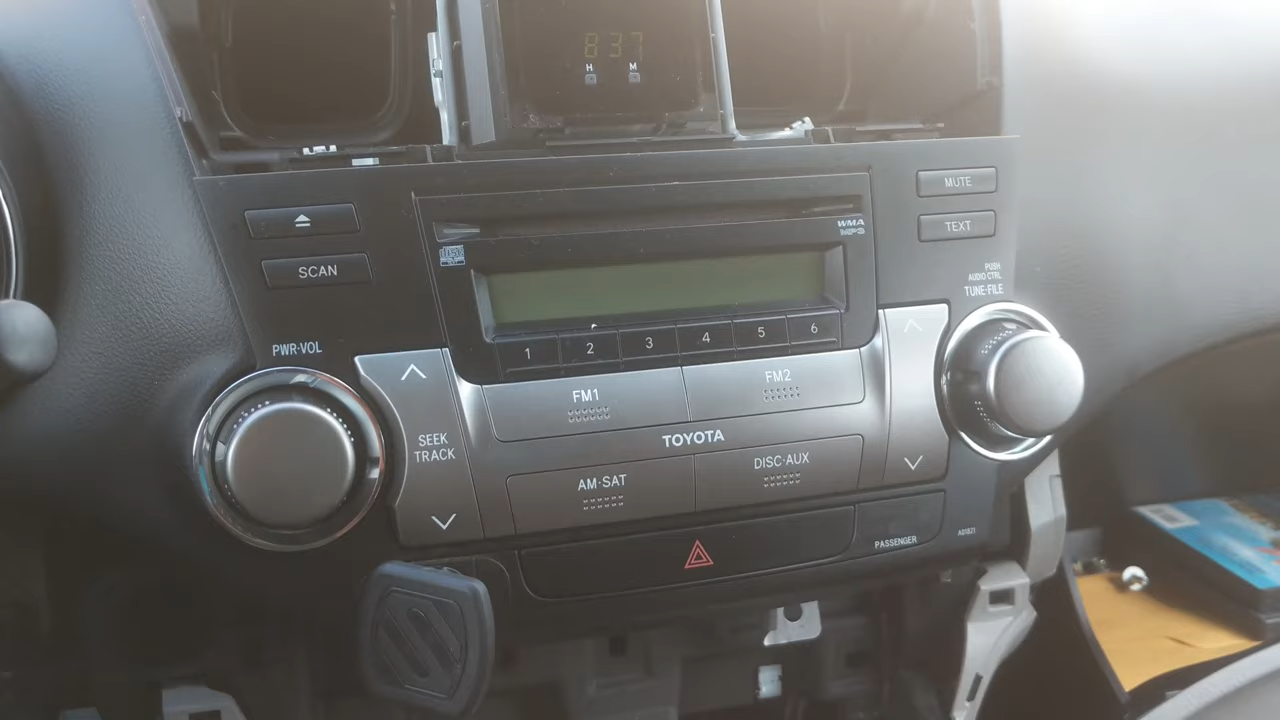 8 37
H M
MUTE
TEXT
WMA
MP3
SCAN
PUSH
AUDIO CTRL
TUNE·FILE
PWR·VOL
1 2 3 4 5 6
SEEK
TRACK
FM1
FM2
TOYOTA
AM·SAT
DISC·AUX
PASSENGER